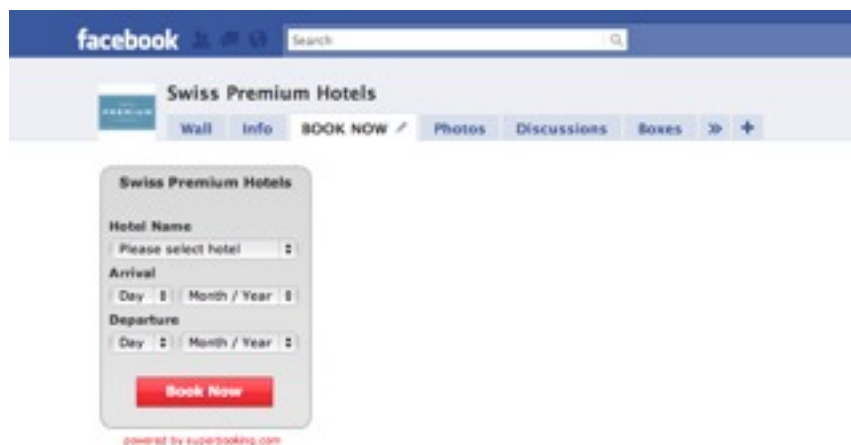 facebook Search
Swiss Premium Hotels
PREMIUM
Wall Info BOOK NOW Photos Discussions Boxes » +
Swiss Premium Hotels
Hotel Name
Please select hotel
Arrival
Day Month / Year
Departure
Day Month / Year
Book Now
powered by superbooking.com